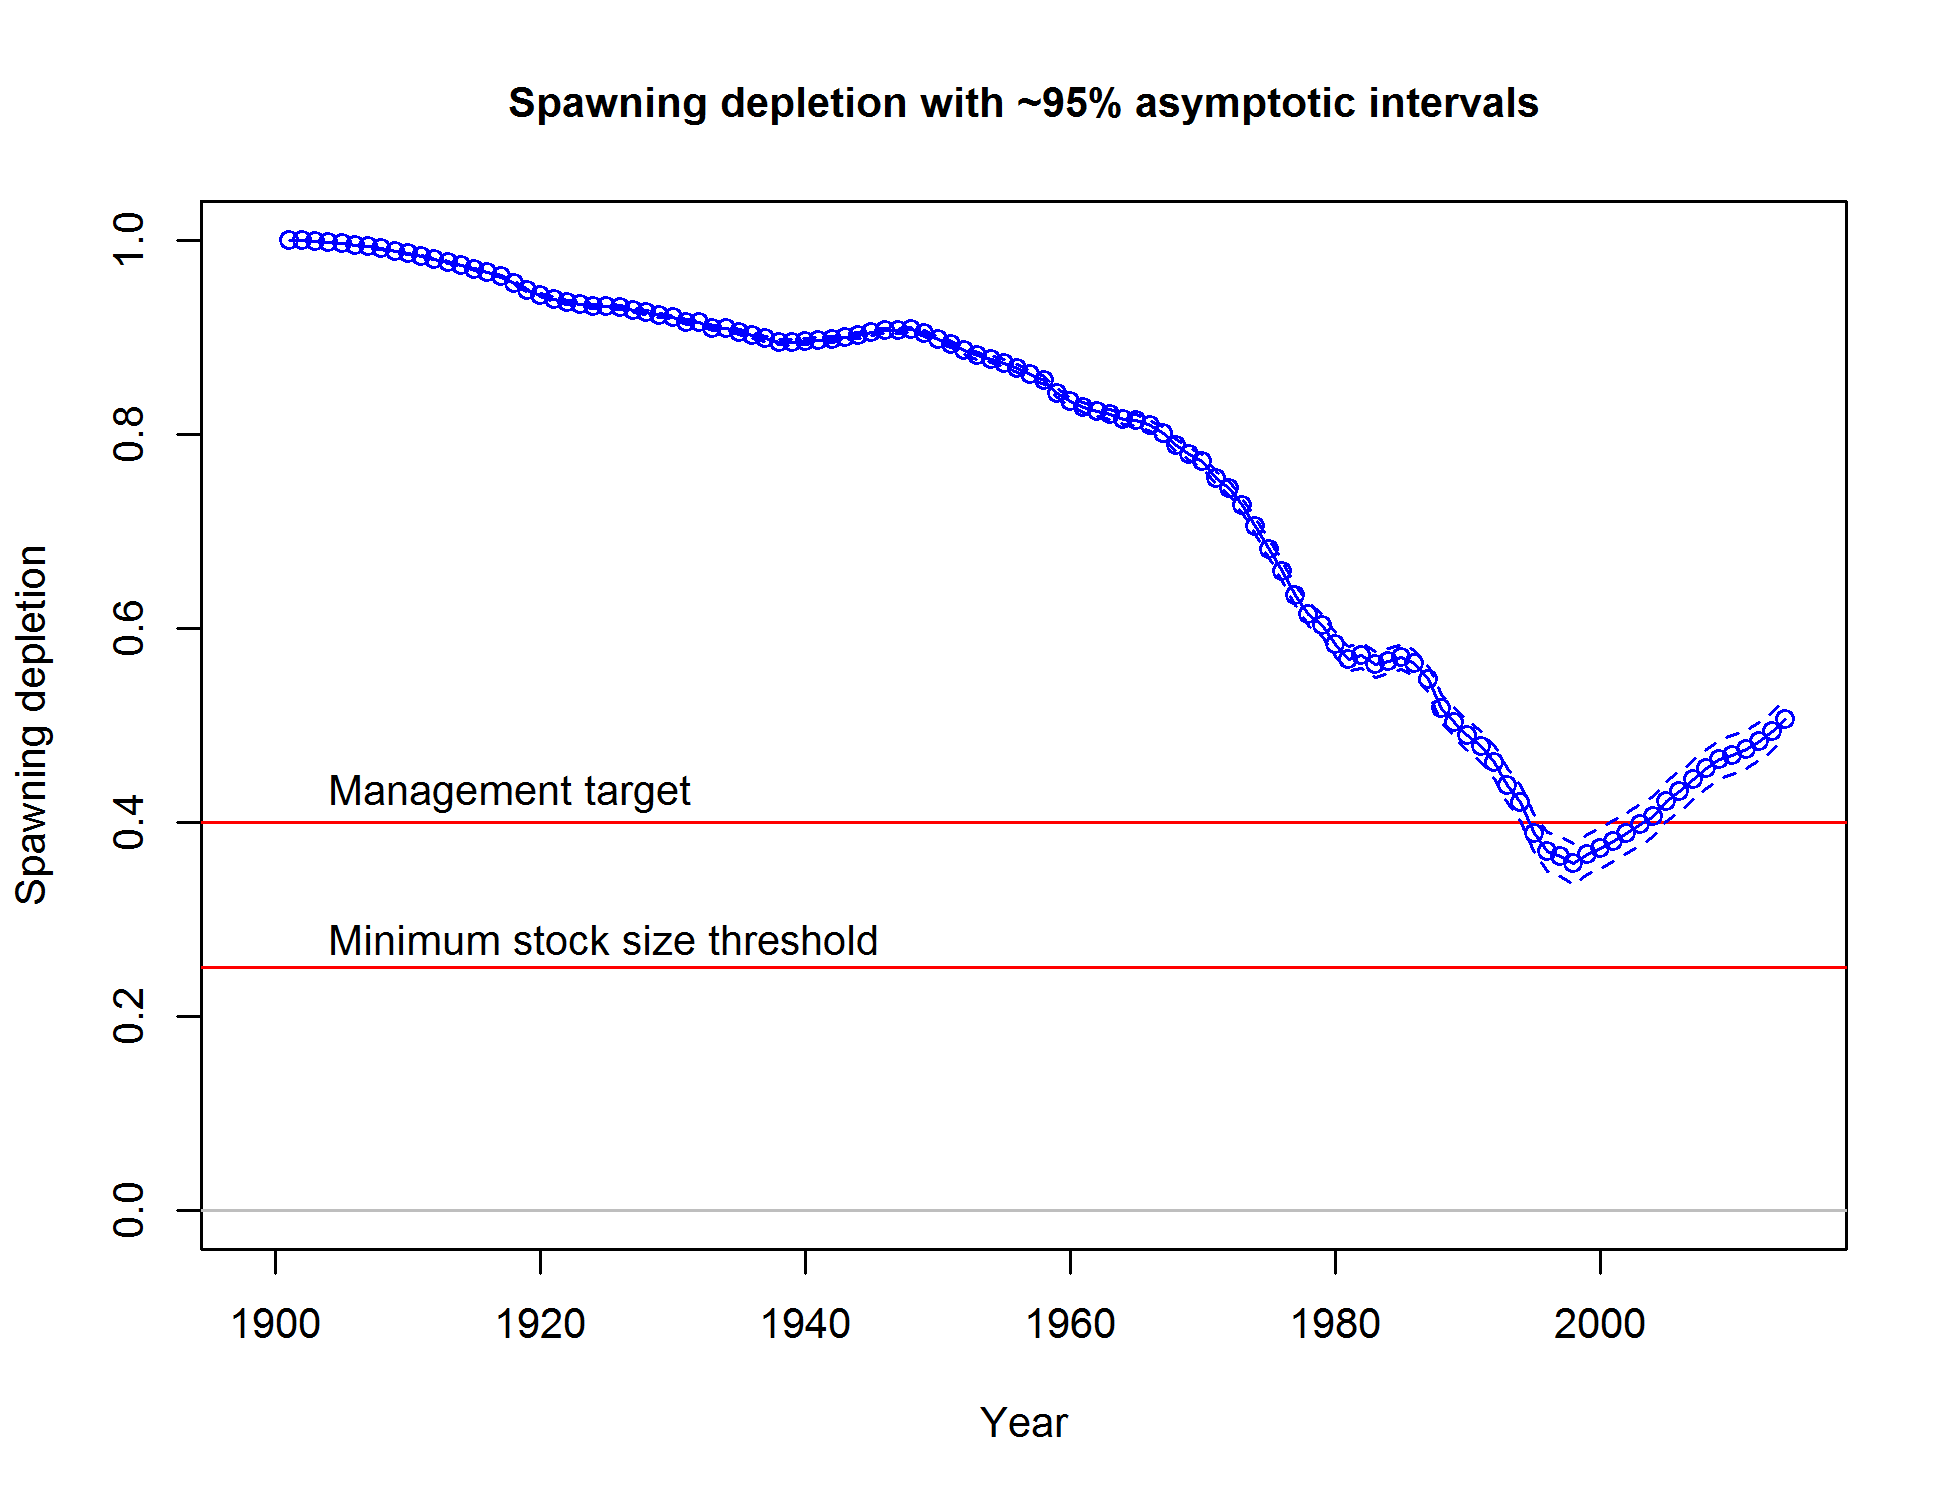 Spawning depletion with ~95% asymptotic intervals
Spawning depletion
1.0
0.8
0.6
0.4
0.2
0.0
Management target
Minimum stock size threshold
1900 1920 1940 1960 1980 2000
Year